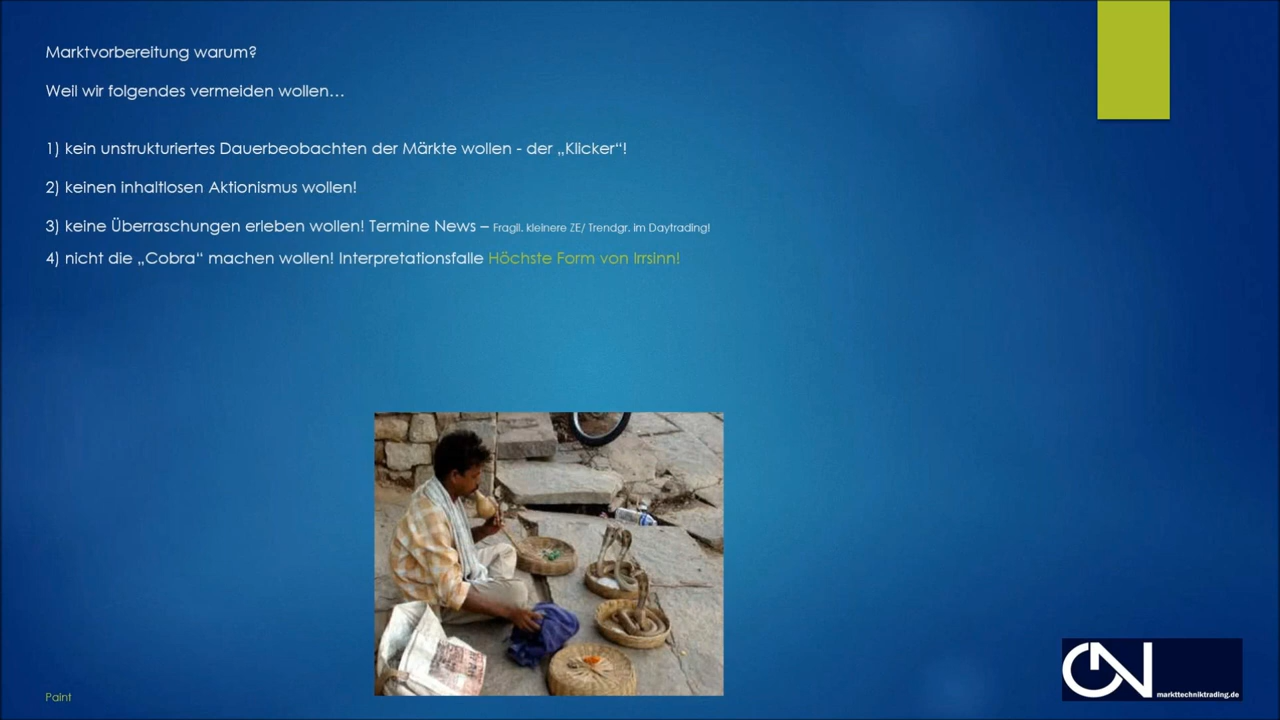 Marktvorbereitung warum?
Weil wir folgendes vermeiden wollen...
1) kein unstrukturiertes Dauerbeobachten der Märkte wollen - der „Klicker“!
2) keinen inhaltlosen Aktionismus wollen!
3) keine Überraschungen erleben wollen! Termine News – Fragil. kleinere ZE/ Trendgr. im Daytrading!
4) nicht die „Cobra“ machen wollen! Interpretationsfalle Höchste Form von Irrsinn!
Paint
markttechniktrading.de